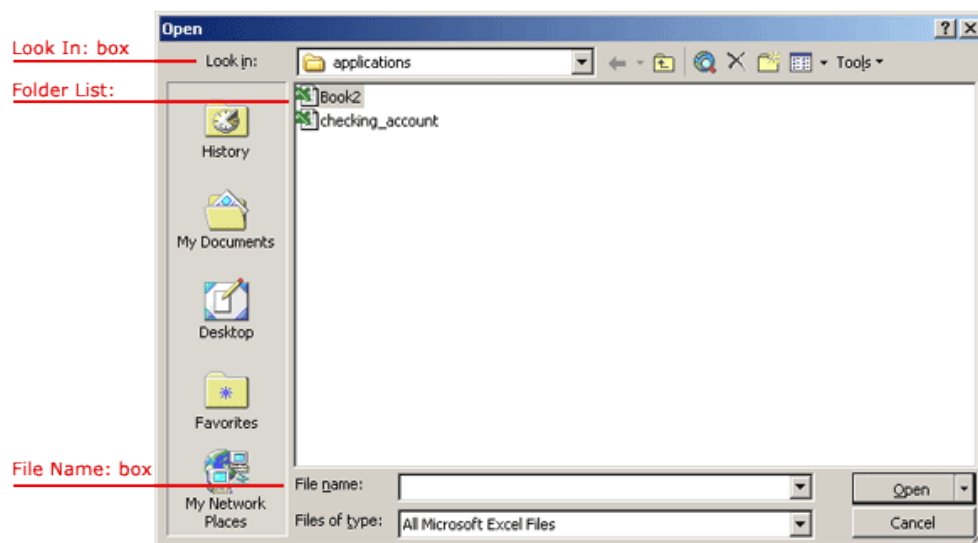 Open
Look In: box
Look in:
applications
Tools
Folder List:
Book2
checking_account
History
My Documents
Desktop
Favorites
My Network
Places
File Name: box
File name:
Open
Files of type:
All Microsoft Excel Files
Cancel